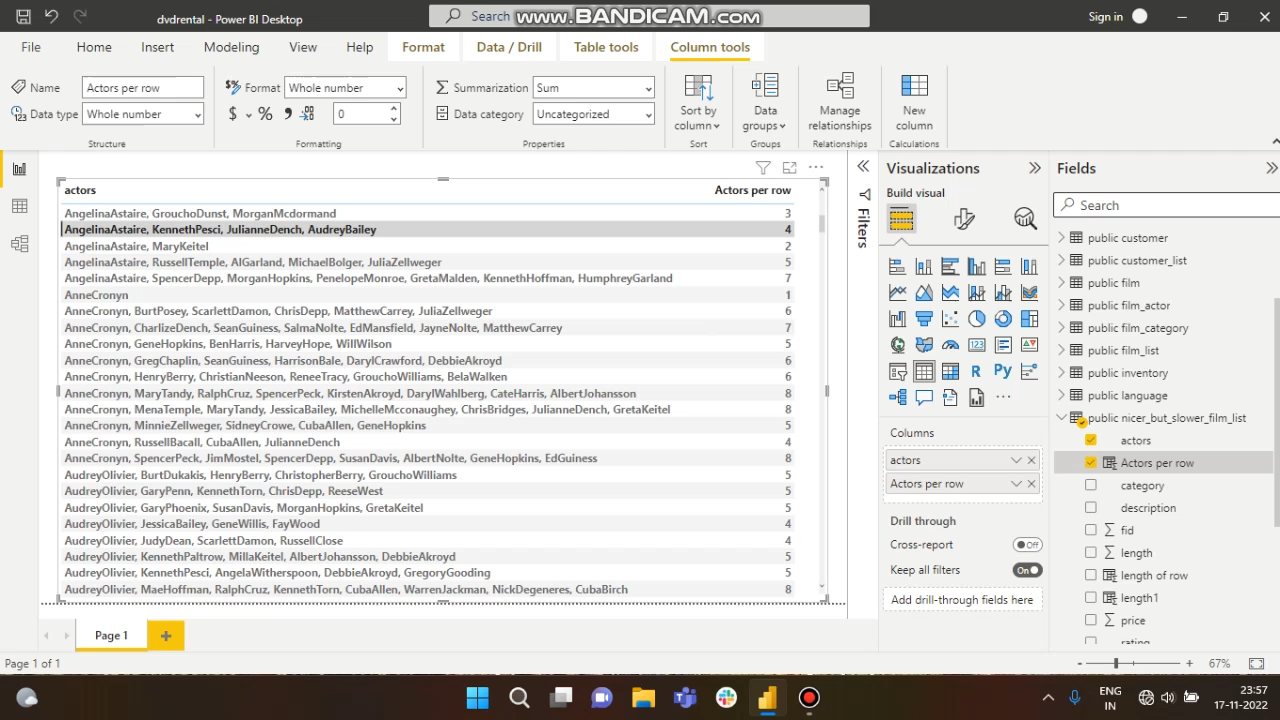 dvdrental - Power BI Desktop
Search
www.BANDICAM.com
Sign in
File
Home
Insert
Modeling
View
Help
Format
Data / Drill
Table tools
Column tools
Name
Actors per row
Format
Whole number
Summarization
Sum
Data type
Whole number
$ % 9 0
Data category
Uncategorized
Sort by
column
Data
groups
Manage
relationships
New
column
Structure
Formatting
Properties
Sort
Groups
Relationships
Calculations
actors Actors per row
AngelinaAstaire, GrouchoDunst, MorganMcdormand 3
AngelinaAstaire, KennethPesci, JulianneDench, AudreyBailey 4
AngelinaAstaire, MaryKeitel 2
AngelinaAstaire, RussellTemple, AlGarland, MichaelBolger, JuliaZellweger 5
AngelinaAstaire, SpencerDepp, MorganHopkins, PenelopeMonroe, GretaMalden, KennethHoffman, HumphreyGarland 7
AnneCronyn 1
AnneCronyn, BurtPosey, ScarlettDamon, ChrisDepp, MatthewCarrey, JuliaZellweger 6
AnneCronyn, CharlizeDench, SeanGuiness, SalmaNolte, EdMansfield, JayneNolte, MatthewCarrey 7
AnneCronyn, GeneHopkins, BenHarris, HarveyHope, WillWilson 5
AnneCronyn, GregChaplin, SeanGuiness, HarrisonBale, DarylCrawford, DebbieAkroyd 6
AnneCronyn, HenryBerry, ChristianNeeson, ReneeTracy, GrouchoWilliams, BelaWalken 6
AnneCronyn, MaryTandy, RalphCruz, SpencerPeck, KirstenAkroyd, DarylWahlberg, CateHarris, AlbertJohansson 8
AnneCronyn, MenaTemple, MaryTandy, JessicaBailey, MichelleMcconaughey, ChrisBridges, JulianneDench, GretaKeitel 8
AnneCronyn, MinnieZellweger, SidneyCrowe, CubaAllen, GeneHopkins 5
AnneCronyn, RussellBacall, CubaAllen, JulianneDench 4
AnneCronyn, SpencerPeck, JimMostel, SpencerDepp, SusanDavis, AlbertNolte, GeneHopkins, EdGuiness 8
AudreyOlivier, BurtDukakis, HenryBerry, ChristopherBerry, GrouchoWilliams 5
AudreyOlivier, GaryPenn, KennethTorn, ChrisDepp, ReeseWest 5
AudreyOlivier, GaryPhoenix, SusanDavis, MorganHopkins, GretaKeitel 5
AudreyOlivier, JessicaBailey, GeneWillis, FayWood 4
AudreyOlivier, JudyDean, ScarlettDamon, RussellClose 4
AudreyOlivier, KennethPaltrow, MillaKeitel, AlbertJohansson, DebbieAkroyd 5
AudreyOlivier, KennethPesci, AngelaWitherspoon, DebbieAkroyd, GregoryGooding 5
AudreyOlivier, MaeHoffman, RalphCruz, KennethTorn, CubaAllen, WarrenJackman, NickDegeneres, CubaBirch 8
Filters
Visualizations
Build visual
123
R
Py
Columns
actors
Actors per row
Drill through
Cross-report
Off
Keep all filters
On
Add drill-through fields here
Fields
Search
public customer
public customer_list
public film
public film_actor
public film_category
public film_list
public inventory
public language
public nicer_but_slower_film_list
actors
Actors per row
category
description
fid
length
length of row
length1
price
rating
Page 1
Page 1 of 1
67%
ENG
IN
23:57
17-11-2022